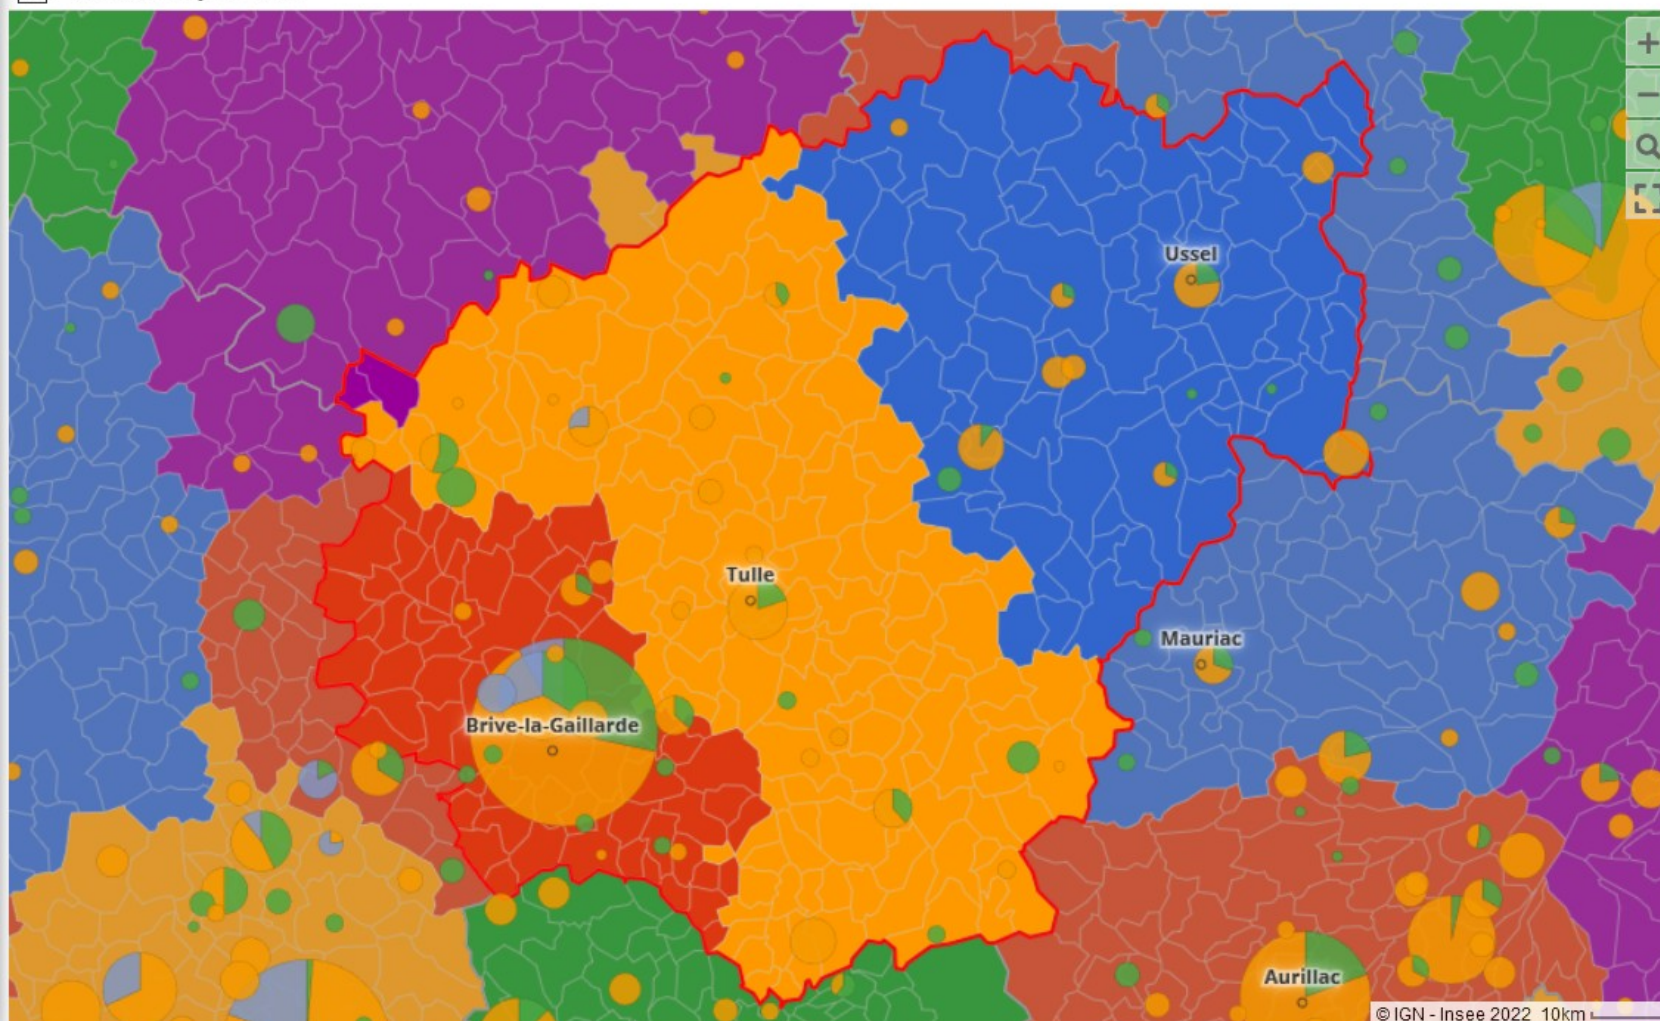 +
−
Ussel
Tulle
Mauriac
Brive-la-Gaillarde
Aurillac
© IGN - Insee 2022 10km